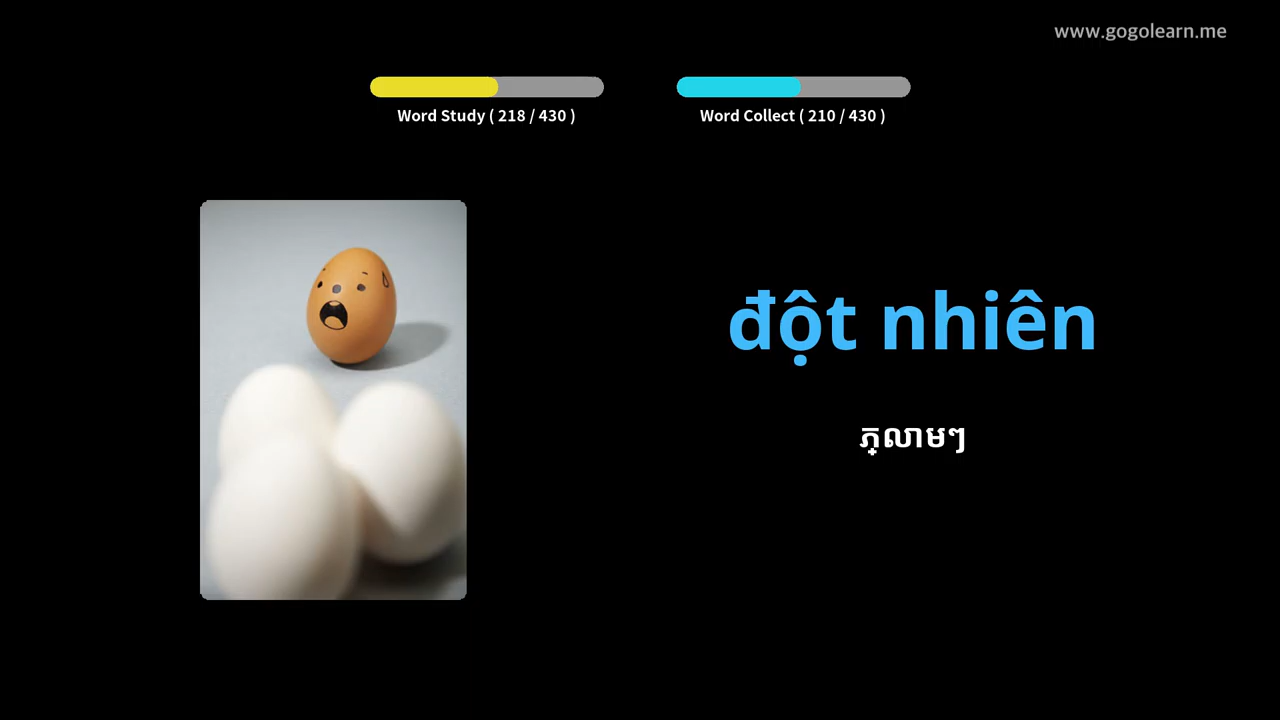 www.gogolearn.me
Word Study ( 218 / 430 )
Word Collect ( 210 / 430 )
đột nhiên
ភ្លាមៗ